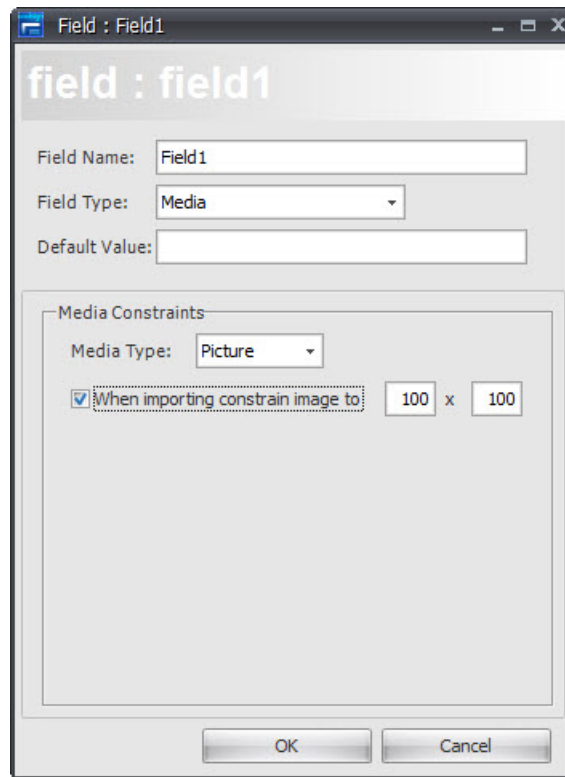 Field : Field1
field : field1
Field Name: Field1
Field Type: Media
Default Value:
Media Constraints
Media Type: Picture
When importing constrain image to 100 x 100
OK Cancel